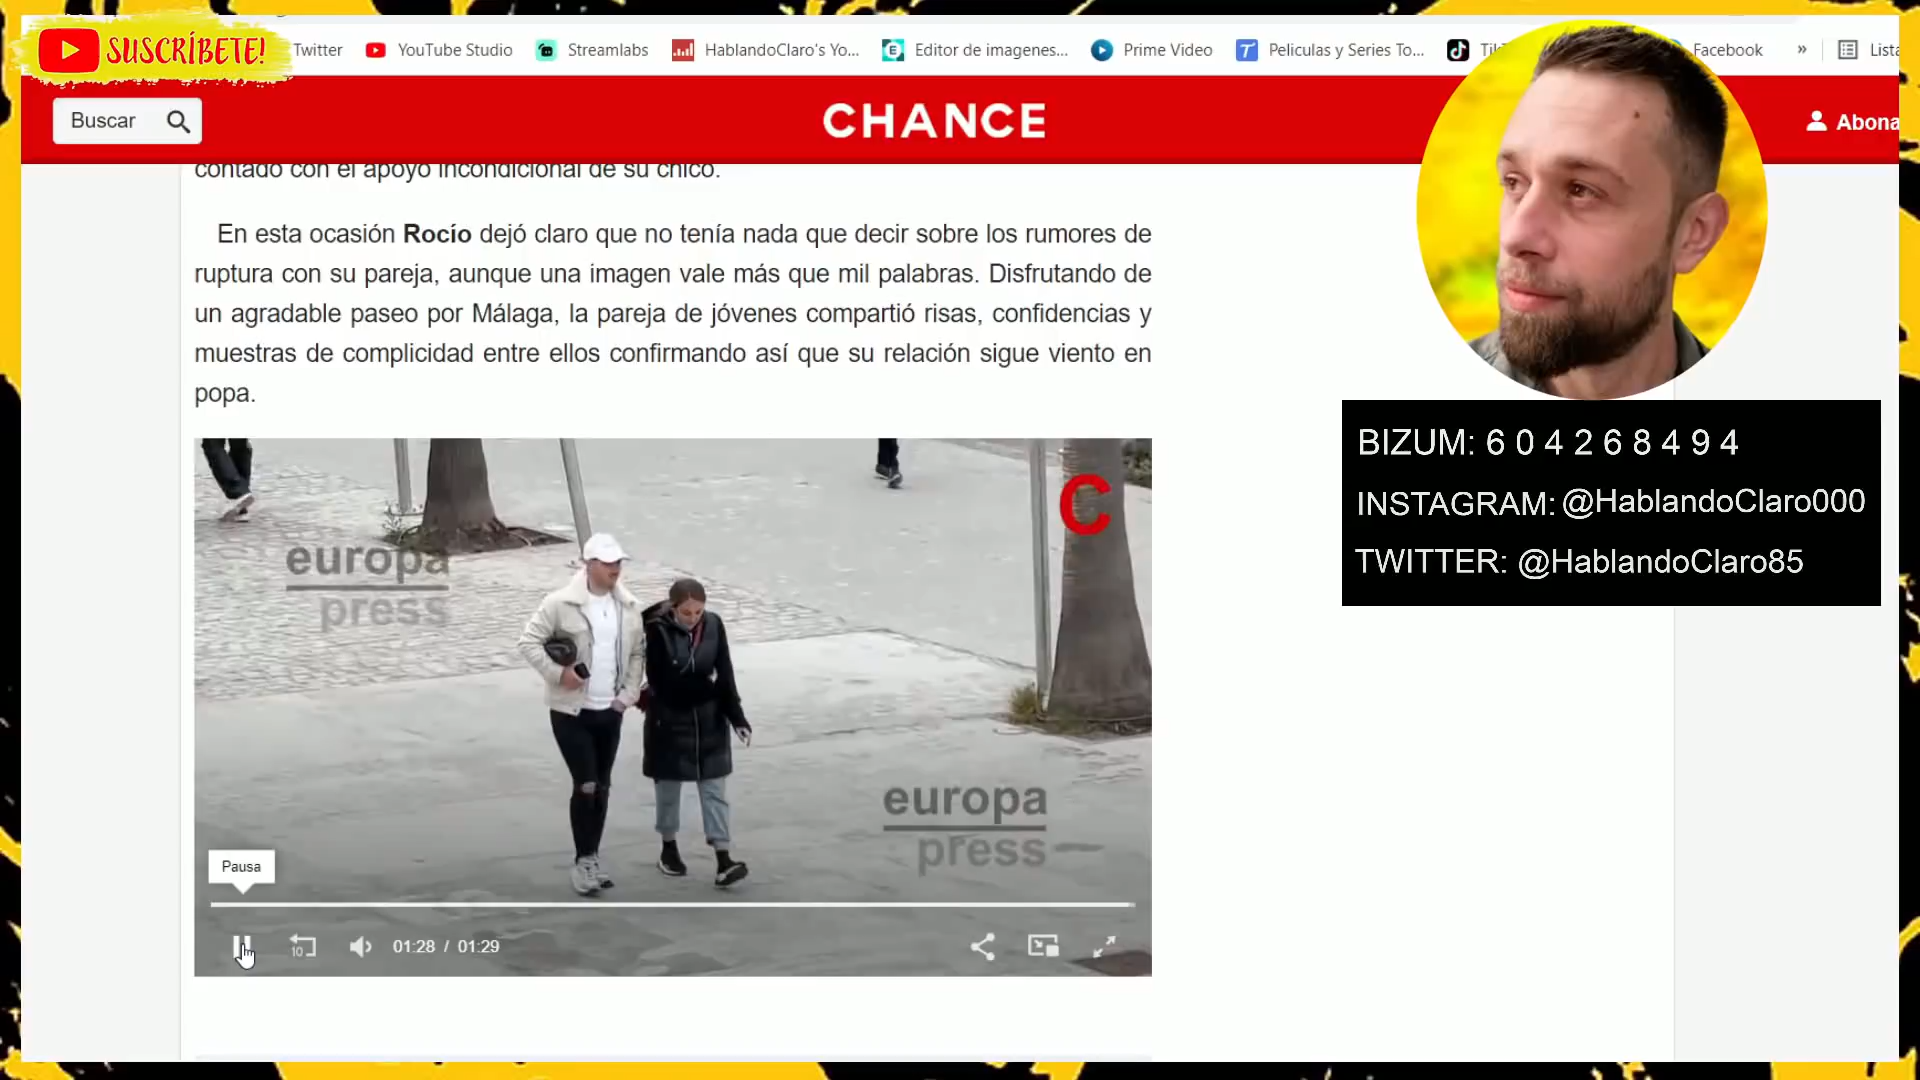 SUSCRÍBETE!
Twitter
YouTube Studio
Streamlabs
HablandoClaro's Yo...
Editor de imagenes...
Prime Video
Peliculas y Series To...
Facebook
»
Buscar
CHANCE
Abona
contado con el apoyo incondicional de su chico.
En esta ocasión Rocío dejó claro que no tenía nada que decir sobre los rumores de
ruptura con su pareja, aunque una imagen vale más que mil palabras. Disfrutando de
un agradable paseo por Málaga, la pareja de jóvenes compartió risas, confidencias y
muestras de complicidad entre ellos confirmando así que su relación sigue viento en
popa.
BIZUM: 6 0 4 2 6 8 4 9 4
INSTAGRAM: @HablandoClaro000
TWITTER: @HablandoClaro85
C
europa
press
europa
press
Pausa
10
01:28 / 01:29